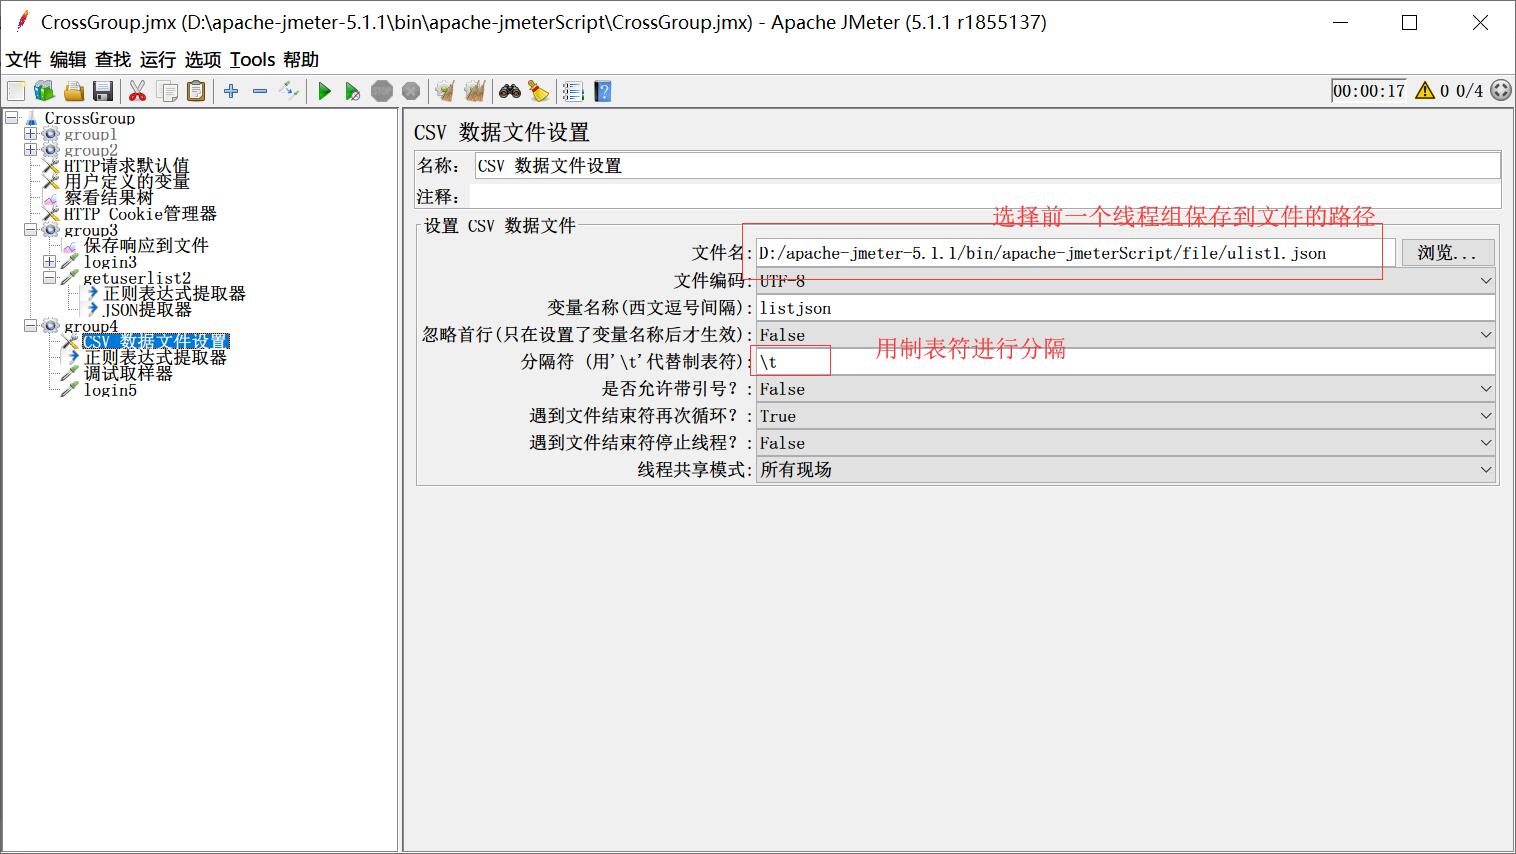 CrossGroup.jmx (D:\apache-jmeter-5.1.1\bin\apache-jmeterScript\CrossGroup.jmx) - Apache JMeter (5.1.1 r1855137)
文件 编辑 查找 运行 选项 Tools 帮助
00:00:17 0 0/4
CrossGroup
group1
group2
HTTP请求默认值
用户定义的变量
察看结果树
HTTP Cookie管理器
group3
保存响应到文件
login3
getuserlist2
正则表达式提取器
JSON提取器
group4
CSV 数据文件设置
正则表达式提取器
调试取样器
login5
CSV 数据文件设置
名称: CSV 数据文件设置
注释:
设置 CSV 数据文件
选择前一个线程组保存到文件的路径
文件名: D:/apache-jmeter-5.1.1/bin/apache-jmeterScript/file/ulist1.json 浏览...
文件编码: UTF-8
变量名称(西文逗号间隔): listjson
忽略首行(只在设置了变量名称后才生效): False
用制表符进行分隔
分隔符 (用'\t'代替制表符): \t
是否允许带引号?: False
遇到文件结束符再次循环?: True
遇到文件结束符停止线程?: False
线程共享模式: 所有现场